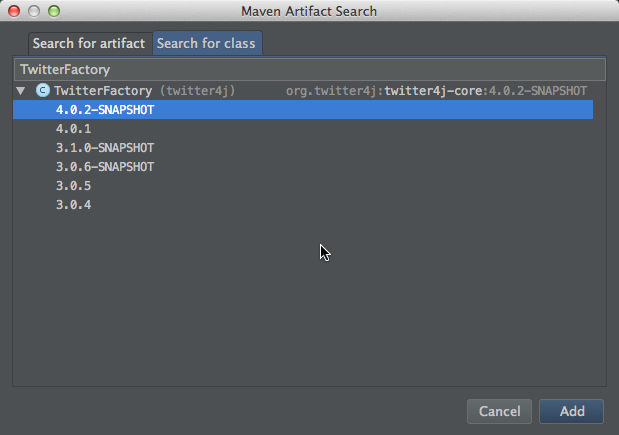 Maven Artifact Search
Search for artifact Search for class
TwitterFactory
C TwitterFactory (twitter4j) org.twitter4j:twitter4j-core:4.0.2-SNAPSHOT
4.0.2-SNAPSHOT
4.0.1
3.1.0-SNAPSHOT
3.0.6-SNAPSHOT
3.0.5
3.0.4
Cancel Add